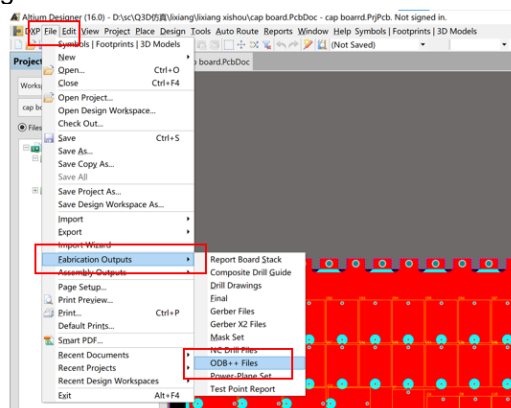 g
Altium Designer (16.0) - D:\sc\Q3D仿真\lixiang\lixiang xishou\cap board.PcbDoc - cap boarrd.PrjPcb. Not signed in.
DXP File Edit View Project Place Design Tools Auto Route Reports Window Help Symbols | Footprints | 3D Models
(Not Saved)
Symbols | Footprints | 3D Models
Project
board.PcbDoc
New
Open... Ctrl+O
Close Ctrl+F4
Works
Open Project...
cap bo
Open Design Workspace...
Check Out...
Files
Save Ctrl+S
Save As...
Save Copy As...
Save All
Save Project As...
Save Design Workspace As...
Import
Export
Import Wizard
Fabrication Outputs
Assembly Outputs
Page Setup...
Print Preview...
Print... Ctrl+P
Default Prints...
Smart PDF...
Recent Documents
Recent Projects
Recent Design Workspaces
Exit Alt+F4
Report Board Stack
Composite Drill Guide
Drill Drawings
Final
Gerber Files
Gerber X2 Files
Mask Set
NC Drill Files
ODB++ Files
Power-Plane Set
Test Point Report